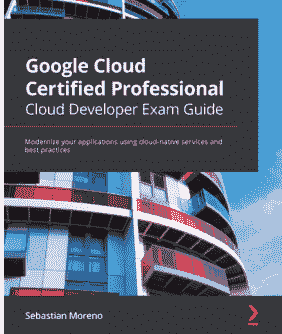 Google Cloud
Certified Professional
Cloud Developer Exam Guide
Modernize your applications using cloud-native services and
best practices
Sebastian Moreno